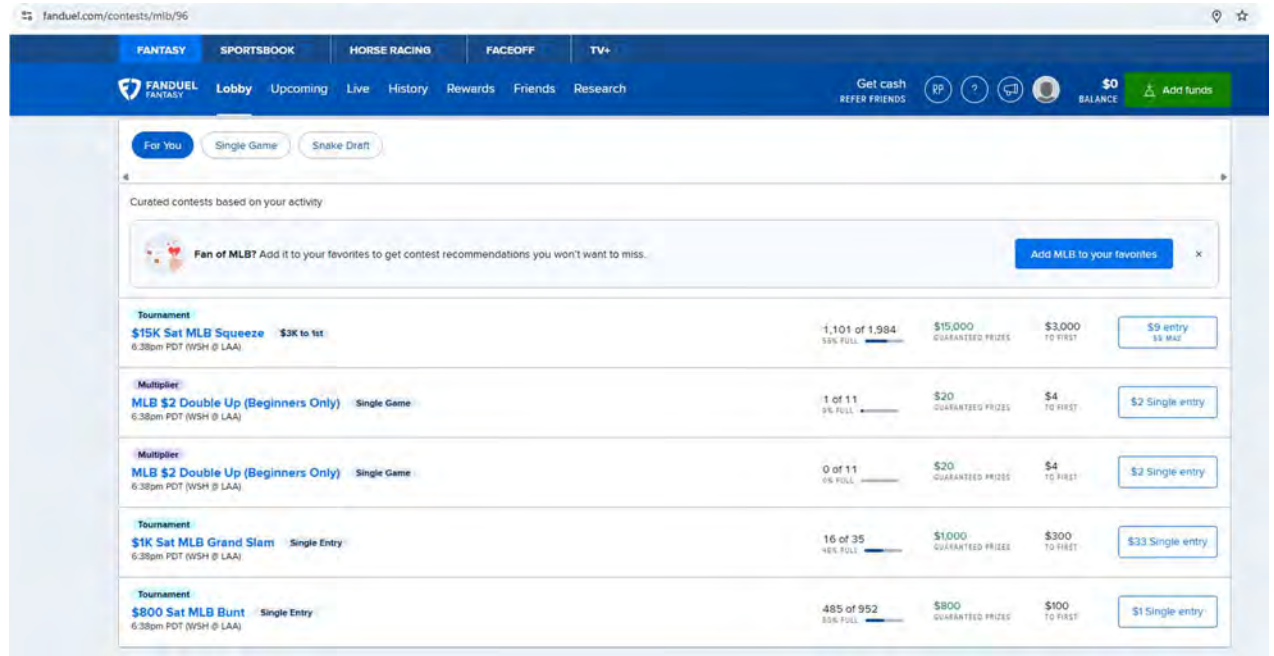 fanduel.com/contests/mlb/96
FANTASY SPORTSBOOK HORSE RACING FACEOFF TV+
FANDUEL FANTASY Lobby Upcoming Live History Rewards Friends Research Get cash REFER FRIENDS RP ? $0 BALANCE Add funds
For You Single Game Snake Draft
Curated contests based on your activity
Fan of MLB? Add it to your favorites to get contest recommendations you won't want to miss. Add MLB to your favorites ×
Tournament
$15K Sat MLB Squeeze $3K to 1st 1,101 of 1,984 $15,000 $3,000 $9 entry
6:38pm PDT (WSH @ LAA) FULL GUARANTEED PRIZES TO FIRST MAX
Multiplier
MLB $2 Double Up (Beginners Only) Single Game 1 of 11 $20 $4 $2 Single entry
6:38pm PDT (WSH @ LAA) 9% FULL GUARANTEED PRIZES TO FIRST
Multiplier
MLB $2 Double Up (Beginners Only) Single Game 0 of 11 $20 $4 $2 Single entry
6:38pm PDT (WSH @ LAA) 0% FULL GUARANTEED PRIZES TO FIRST
Tournament
$1K Sat MLB Grand Slam Single Entry 16 of 35 $1,000 $300 $33 Single entry
6:38pm PDT (WSH @ LAA) FULL GUARANTEED PRIZES TO FIRST
Tournament
$800 Sat MLB Bunt Single Entry 485 of 952 $800 $100 $1 Single entry
6:38pm PDT (WSH @ LAA) FULL GUARANTEED PRIZES TO FIRST